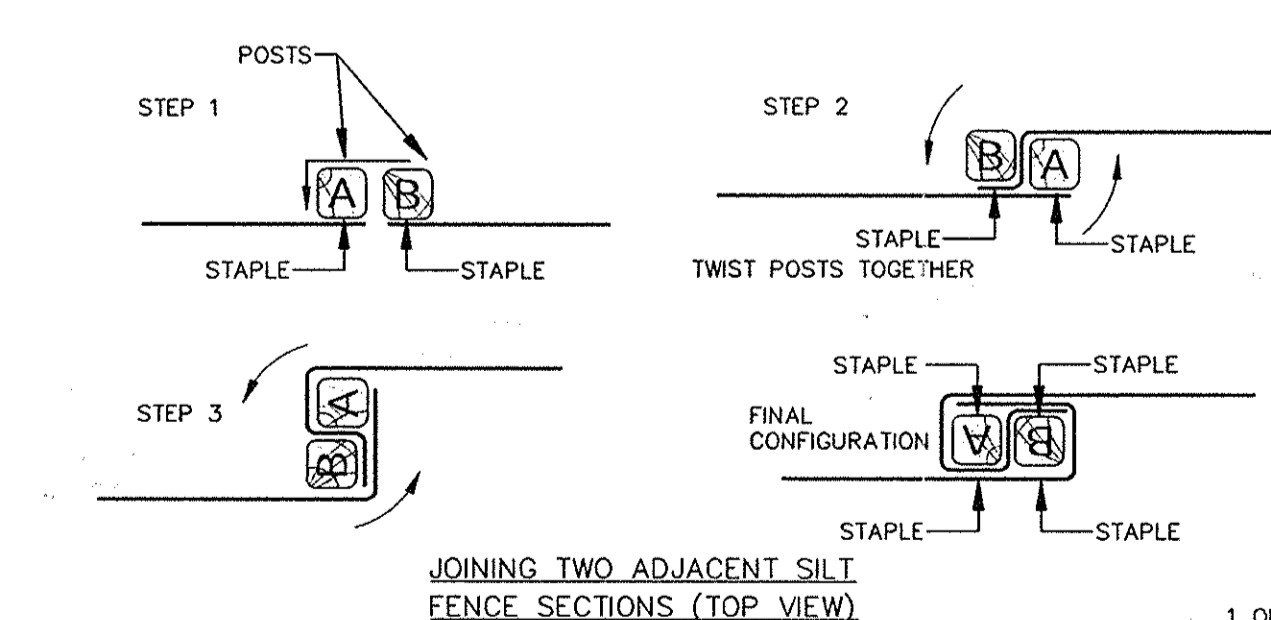 POSTS
STEP 1
A B
STAPLE STAPLE
STEP 2
B A
STAPLE STAPLE
TWIST POSTS TOGETHER
STEP 3
A
B
STAPLE STAPLE
FINAL
CONFIGURATION
A B
STAPLE STAPLE
JOINING TWO ADJACENT SILT
FENCE SECTIONS (TOP VIEW)
1